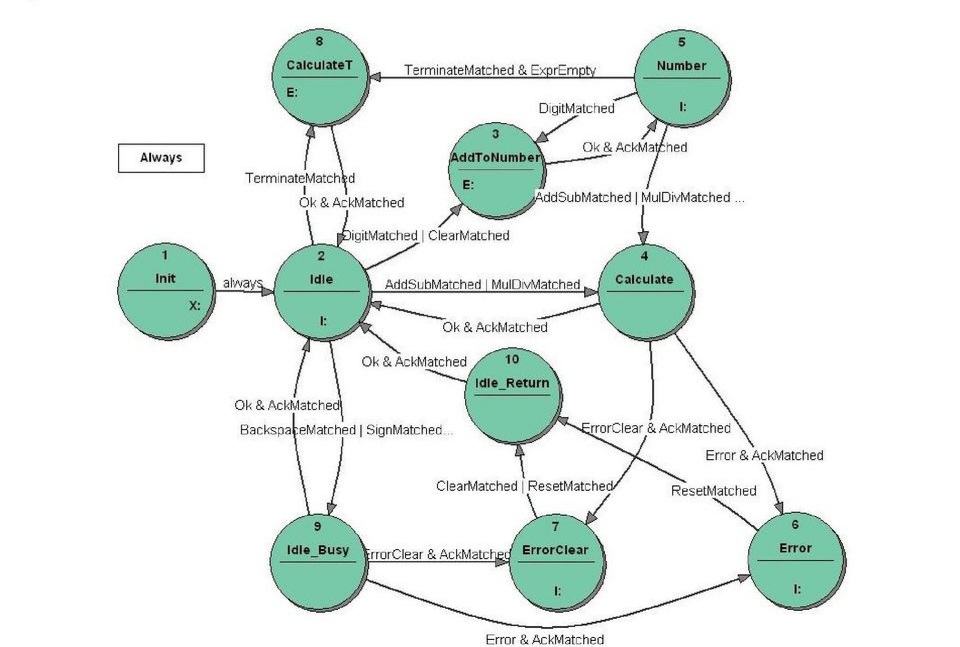 8
CalculateT
E:
5
Number
I:
TerminateMatched & ExprEmpty
DigitMatched
3
AddToNumber
E:
Ok & AckMatched
Always
TerminateMatched
Ok & AckMatched
AddSubMatched | MulDivMatched ...
DigitMatched | ClearMatched
1
Init
X:
always
2
Idle
I:
AddSubMatched | MulDivMatched
4
Calculate
Ok & AckMatched
Ok & AckMatched
10
Idle_Return
Ok & AckMatched
BackspaceMatched | SignMatched...
ErrorClear & AckMatched
Error & AckMatched
ClearMatched | ResetMatched
ResetMatched
9
Idle_Busy
ErrorClear & AckMatched
7
ErrorClear
I:
6
Error
I:
Error & AckMatched